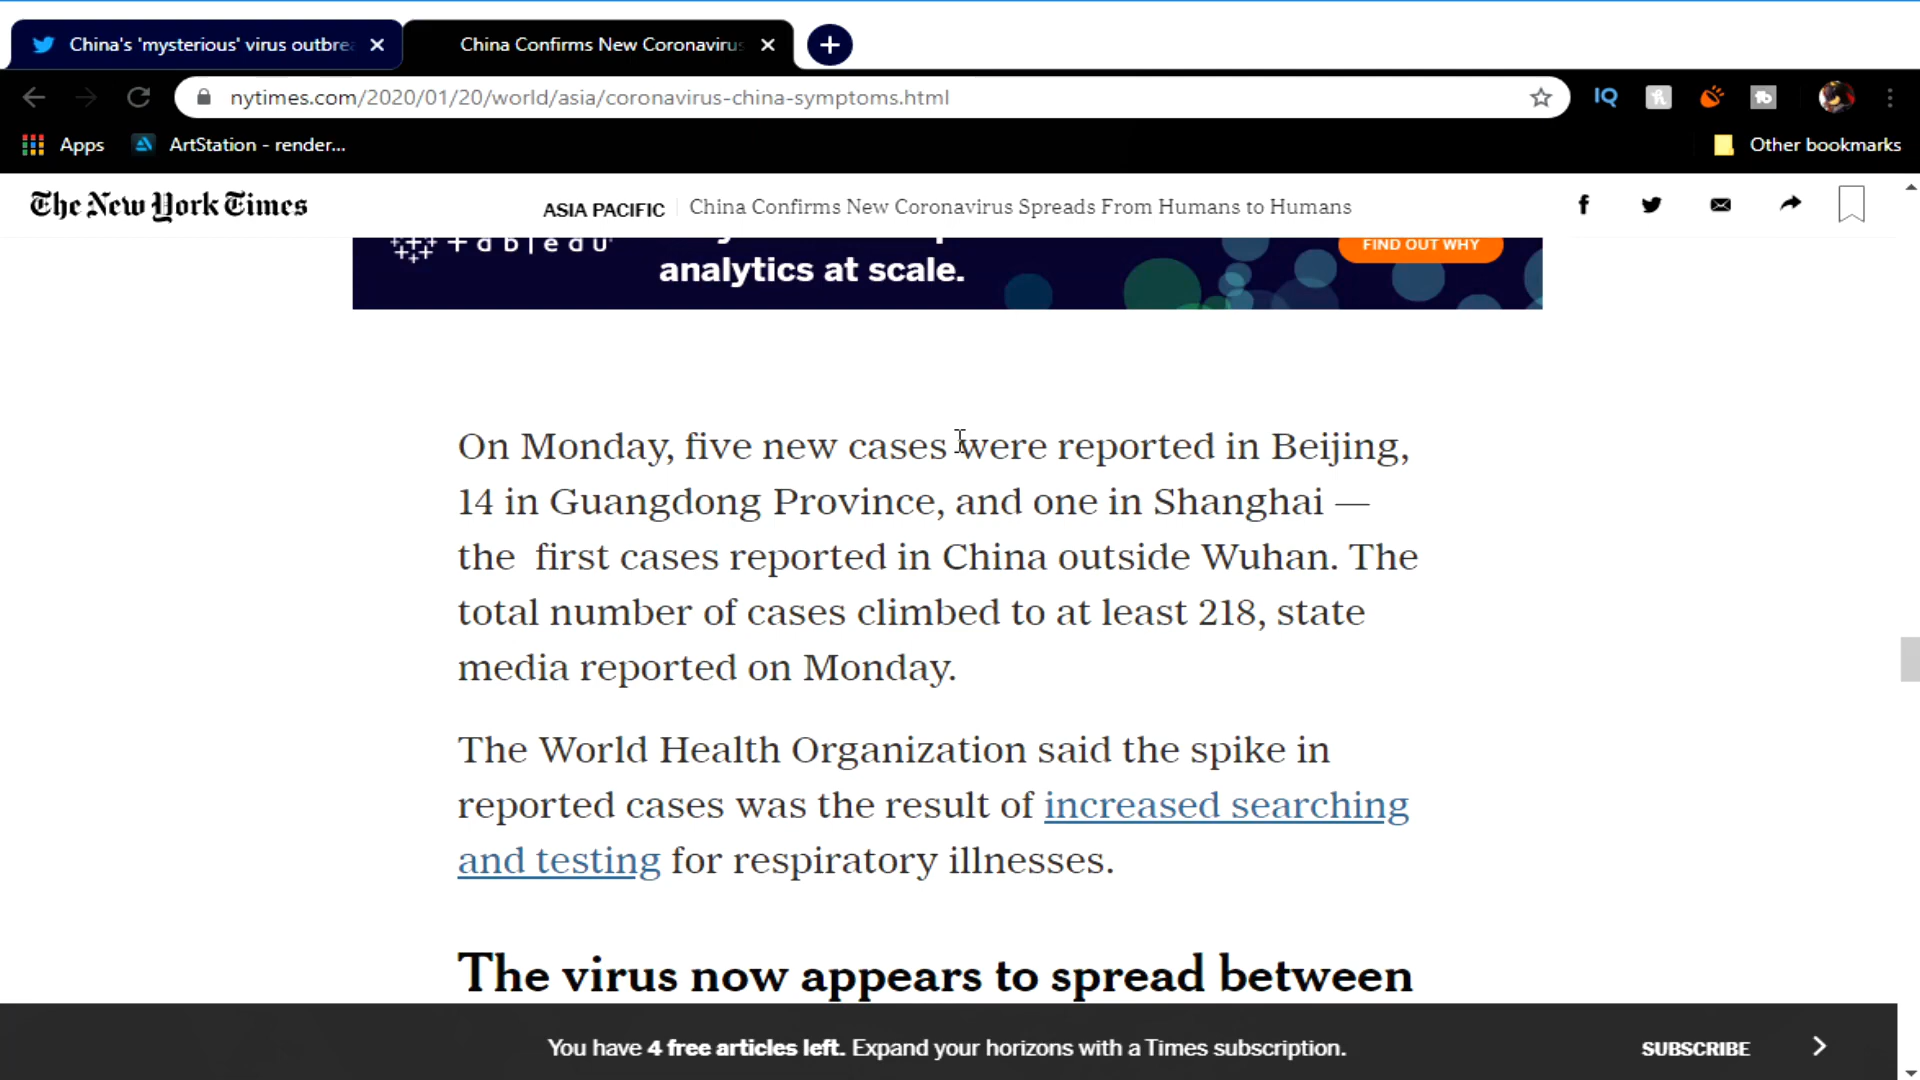 China's 'mysterious' virus outbre
China Confirms New Coronavirus
nytimes.com/2020/01/20/world/asia/coronavirus-china-symptoms.html
IQ
Apps
ArtStation - render...
Other bookmarks
The New York Times
ASIA PACIFIC
China Confirms New Coronavirus Spreads From Humans to Humans
analytics at scale.
FIND OUT WHY
On Monday, five new cases were reported in Beijing,
14 in Guangdong Province, and one in Shanghai —
the first cases reported in China outside Wuhan. The
total number of cases climbed to at least 218, state
media reported on Monday.
The World Health Organization said the spike in
reported cases was the result of increased searching
and testing for respiratory illnesses.
The virus now appears to spread between
You have 4 free articles left. Expand your horizons with a Times subscription.
SUBSCRIBE